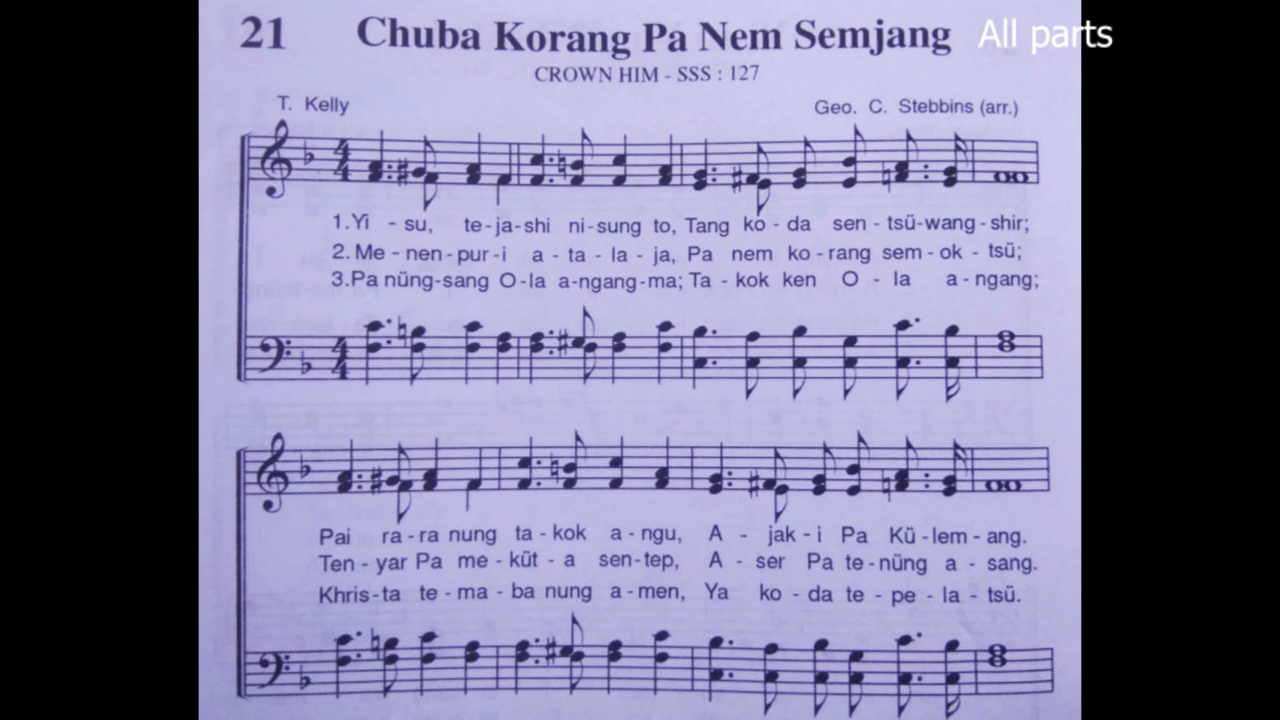 21 Chuba Korang Pa Nem Semjang All parts
CROWN HIM - SSS : 127
T. Kelly Geo. C. Stebbins (arr.)
1.Yi - su, te-ja-shi ni-sung to, Tang ko - da sen - tsü-wang-shir;
2. Me - nen-pur-i a - ta - la - ja, Pa nem ko-rang sem-ok - tsü;
3.Pa nüng-sang O-la a-ngang-ma; Ta - kok ken O - la a-ngang;
Pai ra-ra nung ta-kok a-ngu, A - jak-i Pa Kü-lem-ang.
Ten-yar Pa me-küt-a sen-tep, A - ser Pa te-nüng a-sang.
Khris-ta te-ma-ba nung a-men, Ya ko-da te-pe-la-tsü.